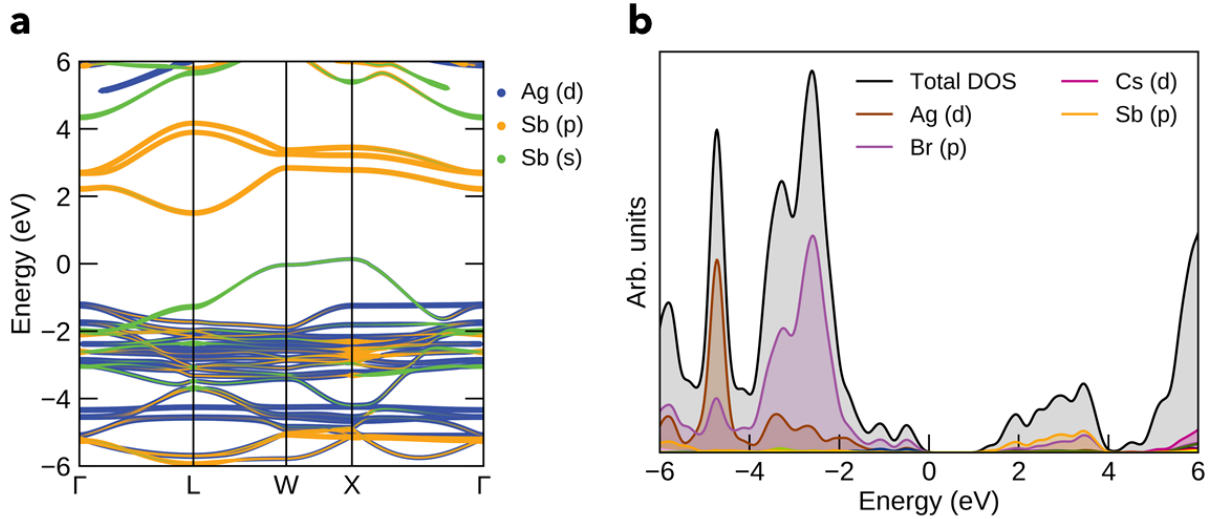 a
6
4
2
0
−2
−4
−6
Energy (eV)
Γ
L
W
X
Γ
Ag (d)
Sb (p)
Sb (s)
b
Arb. units
Total DOS
Ag (d)
Br (p)
Cs (d)
Sb (p)
−6
−4
−2
0
2
4
6
Energy (eV)